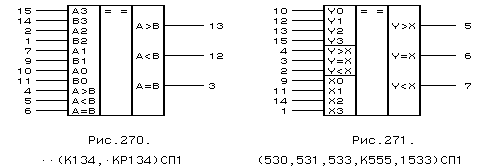 15 A3 = =
14 B3 A>B 13
2 A2
1 B2
7 A1 A<B 12
9 B1
10 A0
11 B0 A=B 3
4 A>B
5 A<B
6 A=B
10 Y0 = =
12 Y1 Y>X 5
13 Y2
15 Y3
4 Y>X Y=X 6
3 Y=X
2 Y<X
9 X0 Y<X 7
11 X1
14 X2
1 X3
Рис.270.
··(К134,·КР134)СП1
Рис.271.
(530,531,533,К555,1533)СП1